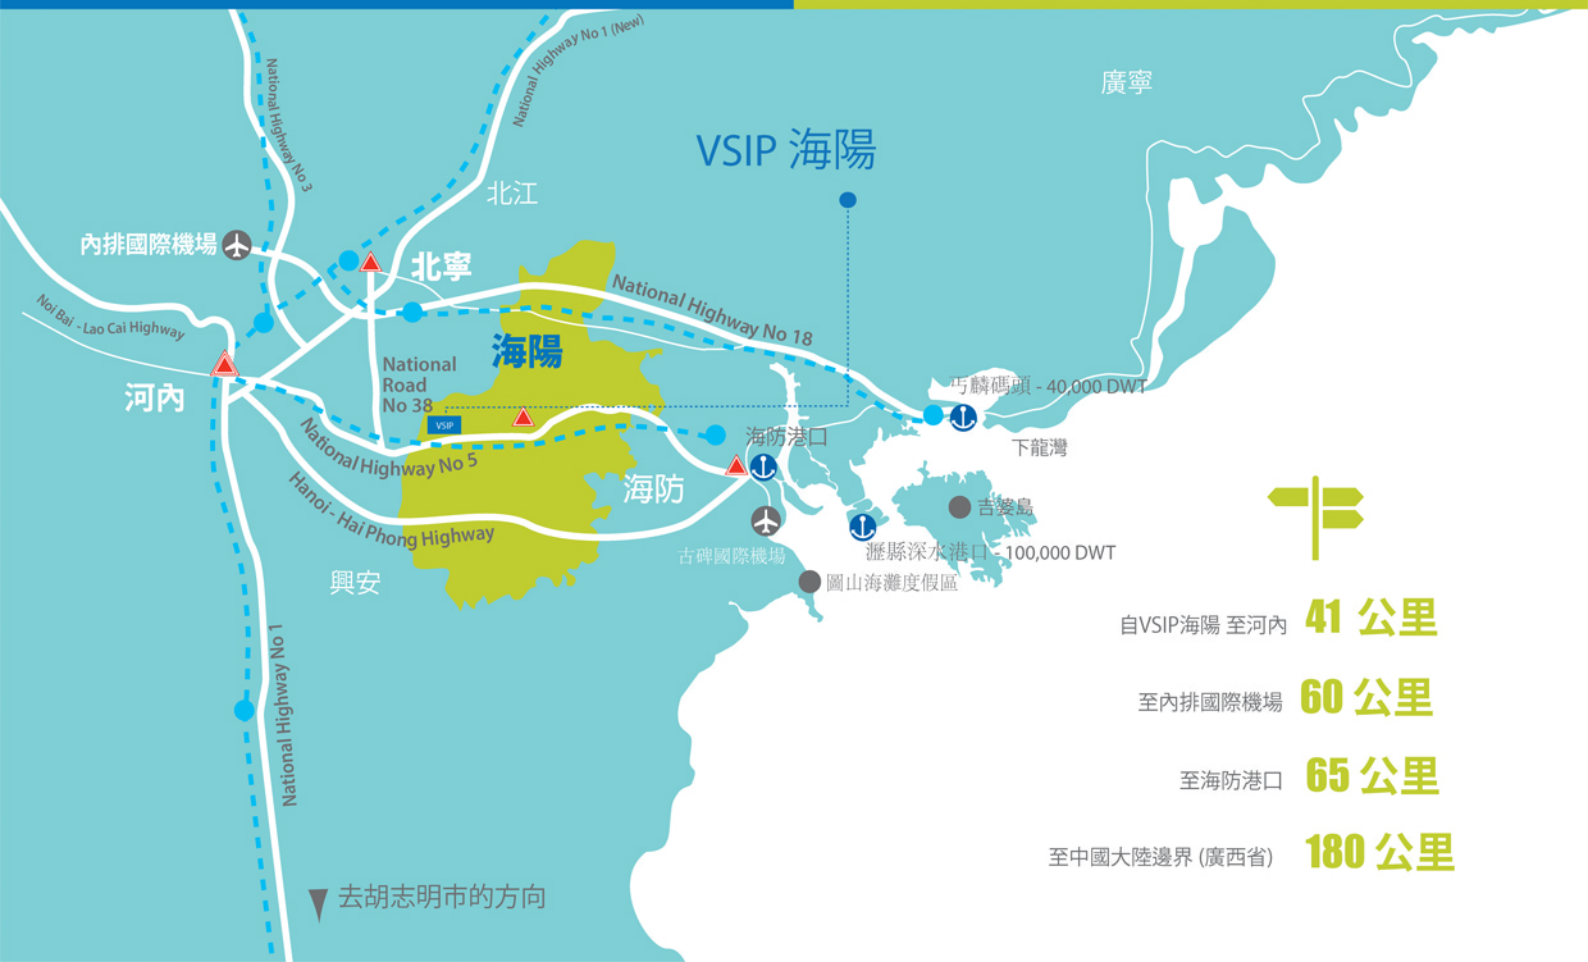 National Highway No 1 (New)
National Highway No 3
廣寧
VSIP 海陽
北江
內排國際機場
北寧
National Highway No 18
Noi Bai - Lao Cai Highway
海陽
National
Road
No 38
河內
VSIP
丐麟碼頭 - 40,000 DWT
National Highway No 5
海防港口
下龍灣
海防
Hanoi - Hai Phong Highway
吉婆島
古碑國際機場
瀝縣深水港口 - 100,000 DWT
興安
圖山海灘度假區
自VSIP海陽 至河內 41 公里
National Highway No 1
至內排國際機場 60 公里
至海防港口 65 公里
至中國大陸邊界 (廣西省) 180 公里
去胡志明市的方向